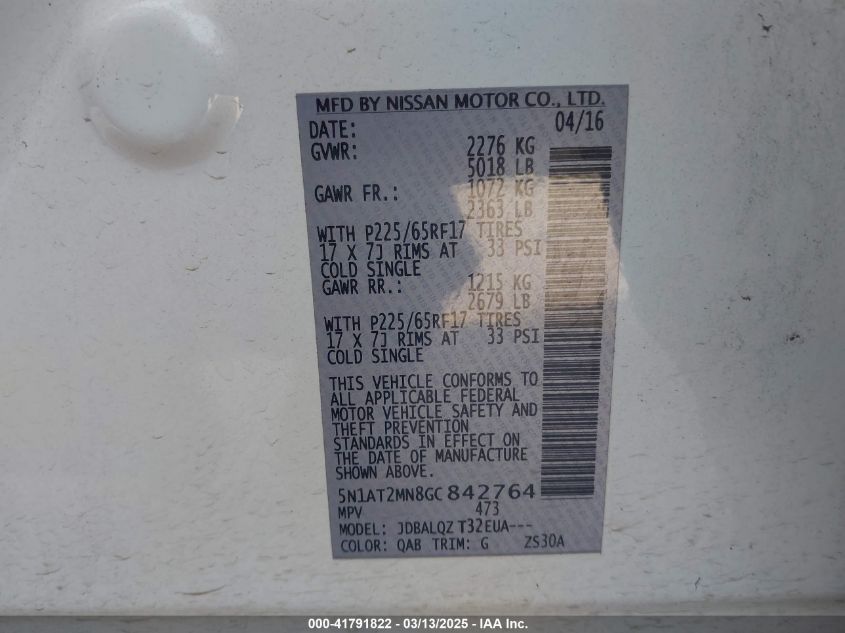 MFD BY NISSAN MOTOR CO., LTD.
DATE: 04/16
GVWR: 2276 KG
5018 LB
GAWR FR.: 1072 KG
2363 LB
WITH P225/65RF17 TIRES
17 X 7J RIMS AT 33 PSI
COLD SINGLE
GAWR RR.: 1215 KG
2679 LB
WITH P225/65RF17 TIRES
17 X 7J RIMS AT 33 PSI
COLD SINGLE
THIS VEHICLE CONFORMS TO
ALL APPLICABLE FEDERAL
MOTOR VEHICLE SAFETY AND
THEFT PREVENTION
STANDARDS IN EFFECT ON
THE DATE OF MANUFACTURE
SHOWN ABOVE.
5N1AT2MN8GC842764
MPV 473
MODEL: JDBALQZ T32EUA---
COLOR: QAB TRIM: G ZS30A
000-41791822 - 03/13/2025 - IAA Inc.